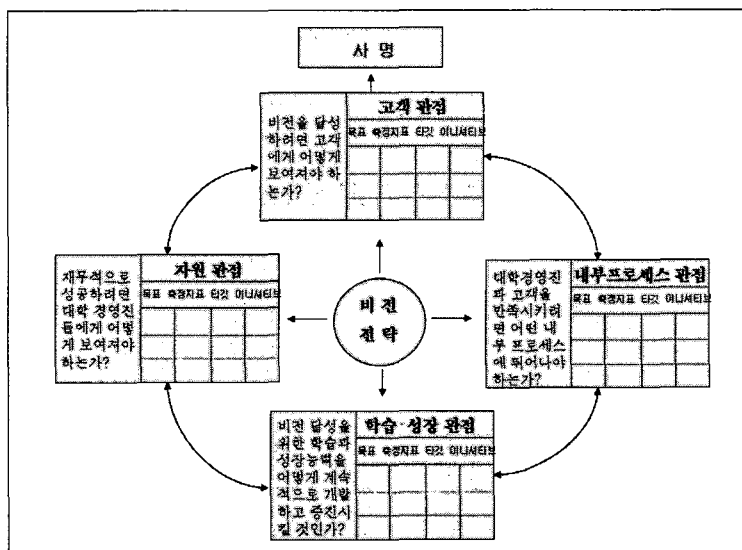 사 명
고객 관점
비전을 달성
하려면 고객
에게 어떻게
보여져야 하
는가?
목표 측정지표 타깃 이니셔티브
자원 관점
재무적으로
성공하려면
대학 경영진
들에게 어떻
게 보여져야
하는가?
목표 측정지표 타깃 이니셔티브
비전
전략
내부프로세스 관점
대학경영진
과 고객을
만족시키려
면 어떤 내
부 프로세스
에 뛰어나야
하는가?
목표 측정지표 타깃 이니셔티브
학습·성장 관점
비전 달성을
위한 학습과
성장능력을
어떻게 계속
적으로 개발
하고 증진시
킬 것인가?
목표 측정지표 타깃 이니셔티브